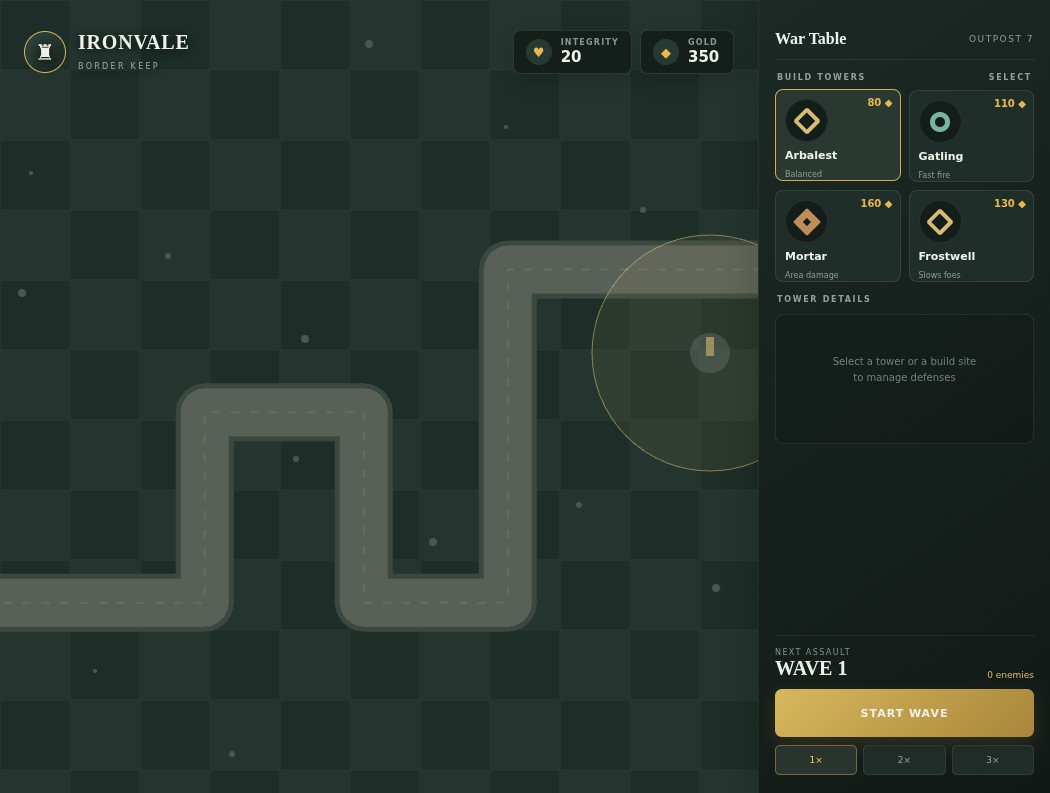 IRONVALE
BORDER KEEP
INTEGRITY
20
GOLD
350
War Table
OUTPOST 7
BUILD TOWERS
SELECT
80 ◆
Arbalest
Balanced
110 ◆
Gatling
Fast fire
160 ◆
Mortar
Area damage
130 ◆
Frostwell
Slows foes
TOWER DETAILS
Select a tower or a build site
to manage defenses
NEXT ASSAULT
WAVE 1
0 enemies
START WAVE
1×
2×
3×